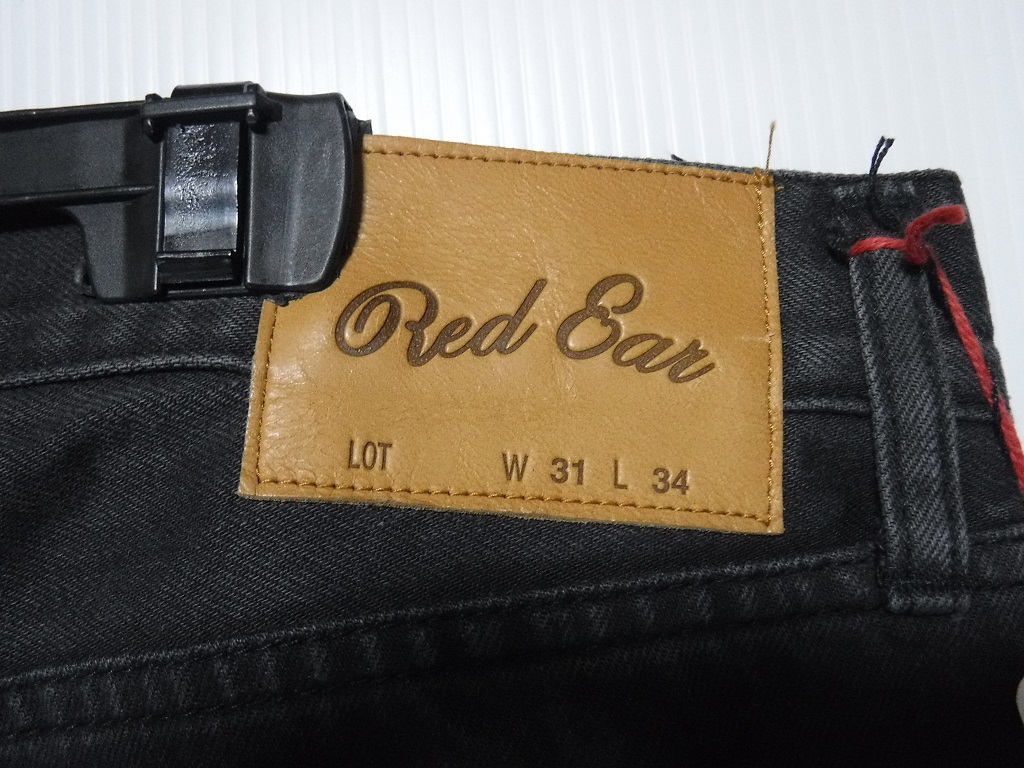 Red Ear
LOT W 31 L 34